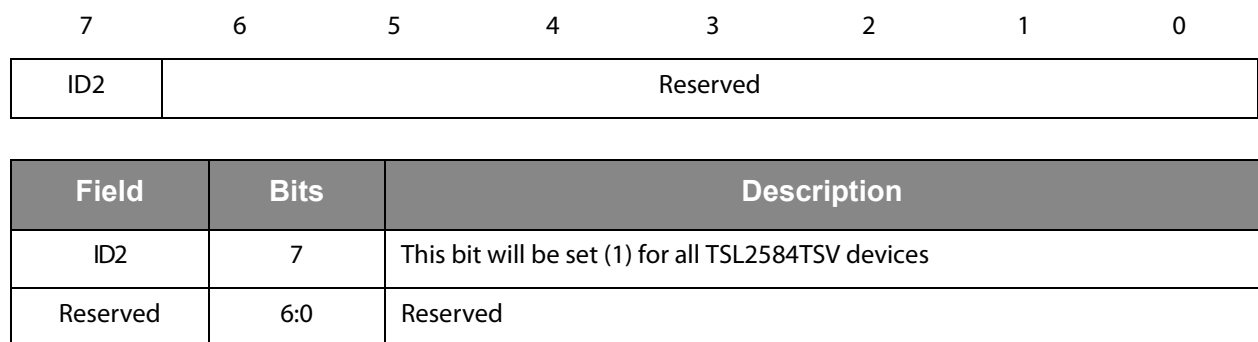 7 6 5 4 3 2 1 0
ID2 Reserved
Field Bits Description
ID2 7 This bit will be set (1) for all TSL2584TSV devices
Reserved 6:0 Reserved